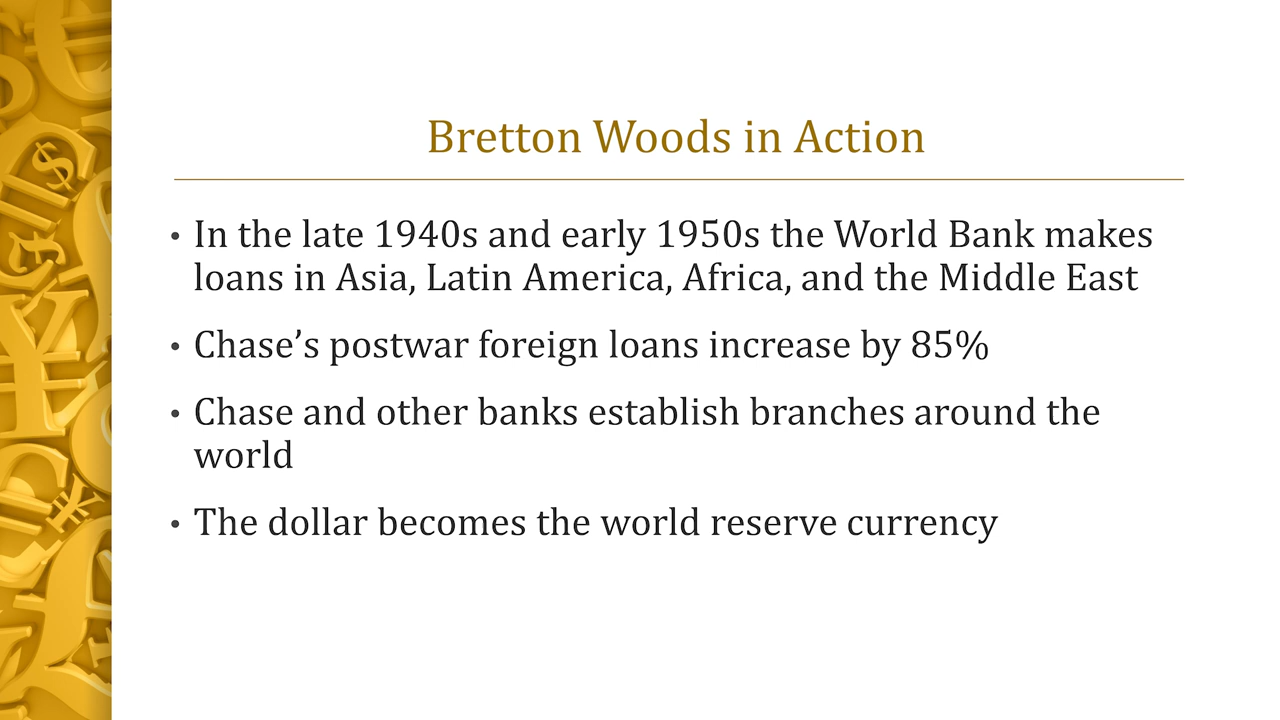 Bretton Woods in Action
• In the late 1940s and early 1950s the World Bank makes
loans in Asia, Latin America, Africa, and the Middle East
• Chase’s postwar foreign loans increase by 85%
• Chase and other banks establish branches around the
world
• The dollar becomes the world reserve currency